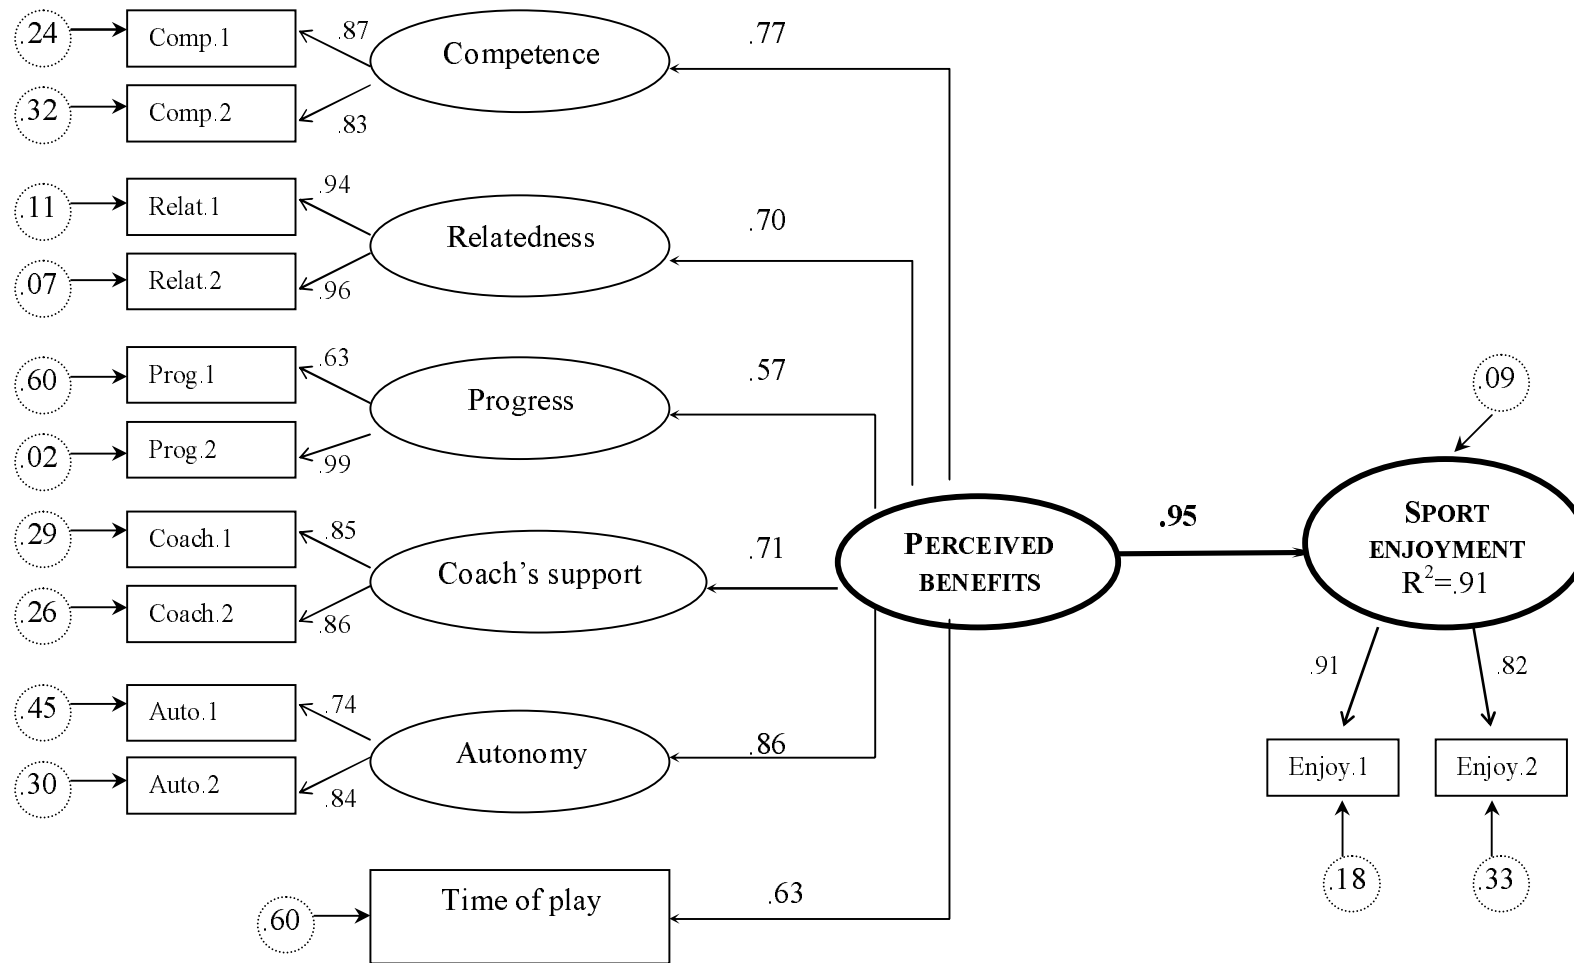 .24
Comp.1
.87
Competence
.77
.32
Comp.2
.83
.11
Relat.1
.94
Relatedness
.70
.07
Relat.2
.96
.60
Prog.1
.63
Progress
.57
.02
Prog.2
.99
.29
Coach.1
.85
Coach’s support
.71
.26
Coach.2
.86
.45
Auto.1
.74
Autonomy
.86
.30
Auto.2
.84
.60
Time of play
.63
PERCEIVED
BENEFITS
.95
.09
SPORT
ENJOYMENT
R²=.91
.91
.82
Enjoy.1
Enjoy.2
.18
.33